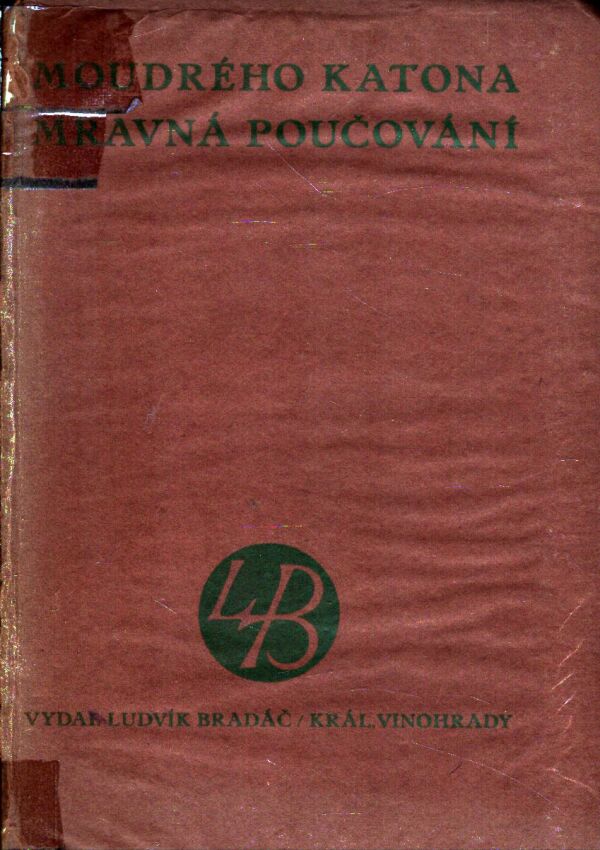 MOUDRÉHO KATONA
MRAVNÁ POUČOVÁNÍ
LB
VYDAL LUDVÍK BRADÁČ / KRÁL. VINOHRADY